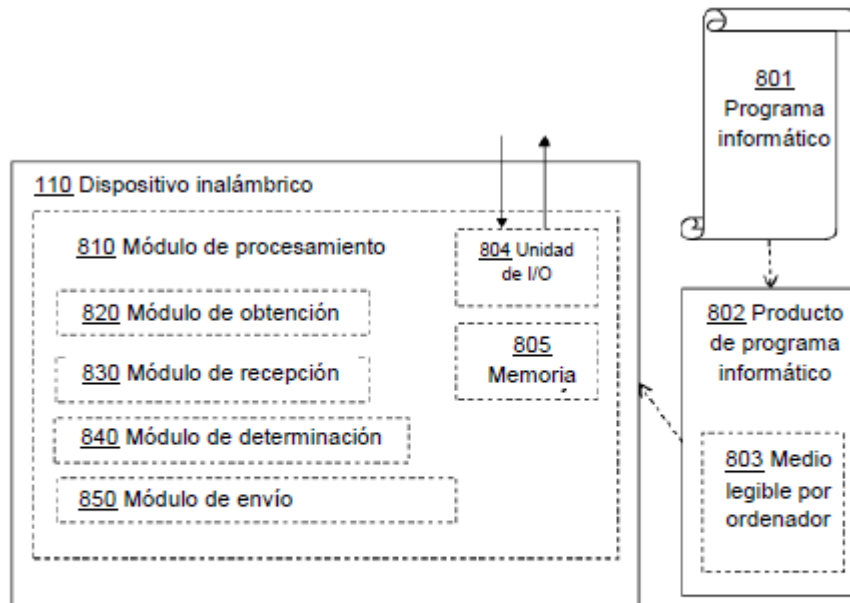 801
Programa
informático
110 Dispositivo inalámbrico
810 Módulo de procesamiento
804 Unidad
de I/O
820 Módulo de obtención
805
Memoria
830 Módulo de recepción
840 Módulo de determinación
850 Módulo de envío
802 Producto
de programa
informático
803 Medio
legible por
ordenador